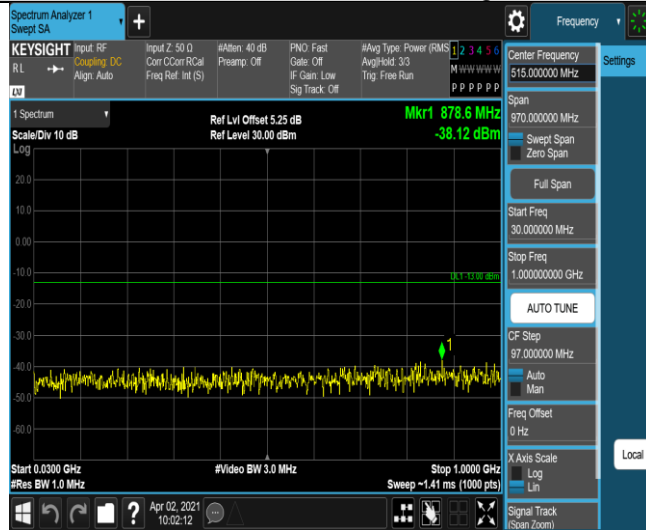 Spectrum Analyzer 1
Swept SA
Frequency
KEYSIGHT
Input: RF
Input Z: 50 Ω
#Atten: 40 dB
PNO: Fast
#Avg Type: Power (RMS
1 2 3 4 5 6
RL
Coupling: DC
Corr CCorr RCal
Preamp: Off
Gate: Off
Avg|Hold: 3/3
M W W W W W
Align: Auto
Freq Ref: Int (S)
IF Gain: Low
Trig: Free Run
Sig Track: Off
P P P P P P
LXI
1 Spectrum
Ref Lvl Offset 5.25 dB
Mkr1 878.6 MHz
Scale/Div 10 dB
Ref Level 30.00 dBm
-38.12 dBm
Log
20.0
10.0
0.00
-10.0
DL1 -13.00 dBm
-20.0
-30.0
1
-40.0
-50.0
-60.0
Start 0.0300 GHz
#Video BW 3.0 MHz
Stop 1.0000 GHz
#Res BW 1.0 MHz
Sweep ~1.41 ms (1000 pts)
Apr 02, 2021
10:02:12
?
Center Frequency
515.000000 MHz
Settings
Span
970.000000 MHz
Swept Span
Zero Span
Full Span
Start Freq
30.000000 MHz
Stop Freq
1.000000000 GHz
AUTO TUNE
CF Step
97.000000 MHz
Auto
Man
Freq Offset
0 Hz
X Axis Scale
Log
Lin
Local
Signal Track
(Span Zoom)